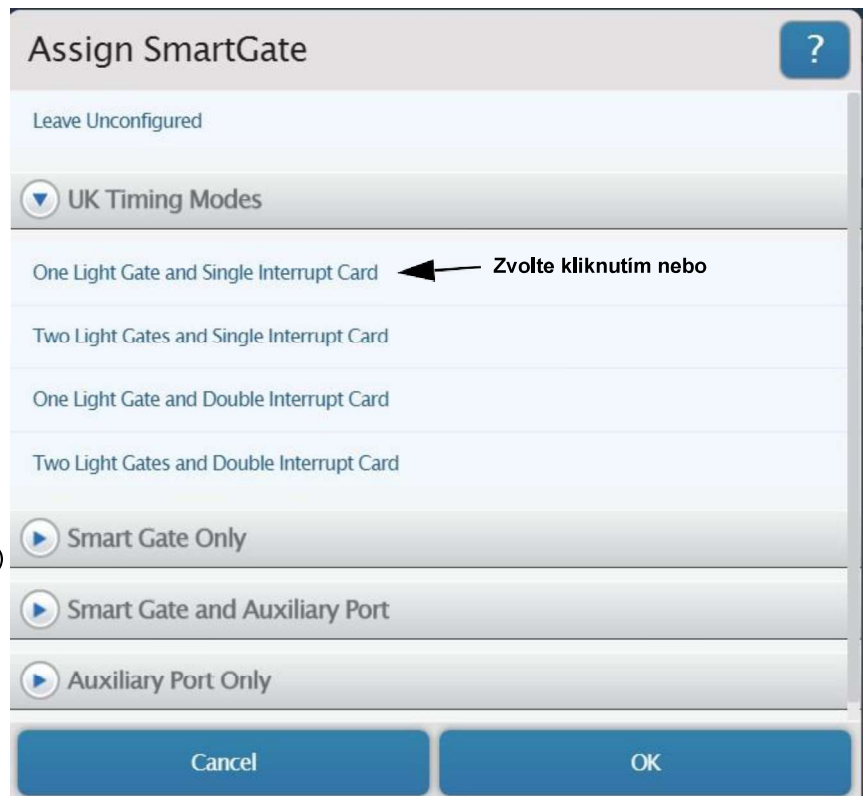 Assign SmartGate
?
Leave Unconfigured
UK Timing Modes
One Light Gate and Single Interrupt Card
Zvolte kliknutím nebo
Two Light Gates and Single Interrupt Card
One Light Gate and Double Interrupt Card
Two Light Gates and Double Interrupt Card
Smart Gate Only
)
Smart Gate and Auxiliary Port
Auxiliary Port Only
Cancel
OK